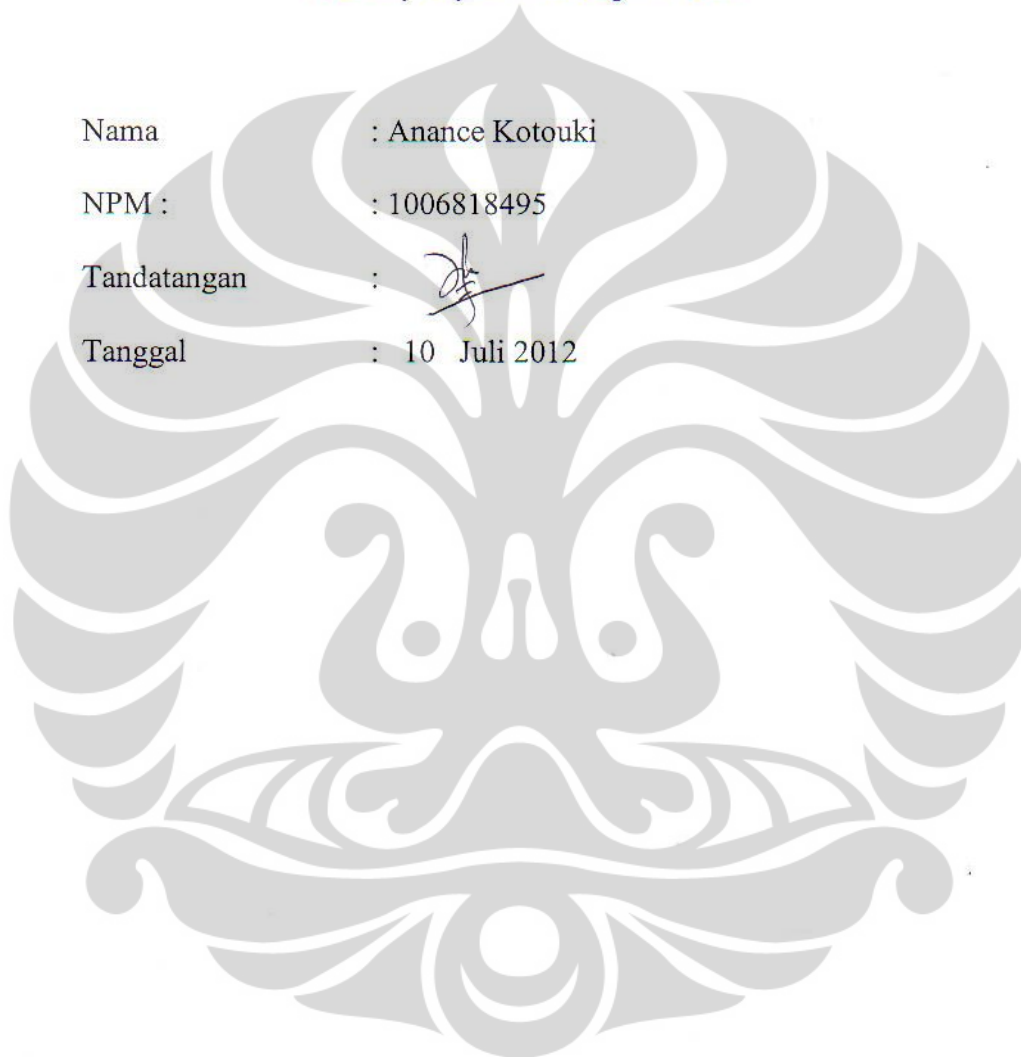 Nama : Anance Kotouki
NPM : : 1006818495
Tandatangan :
Tanggal : 10 Juli 2012